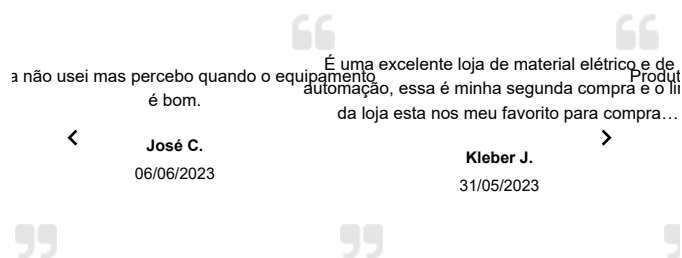 a não usei mas percebo quando o equipamento
é bom.
José C.
06/06/2023
É uma excelente loja de material elétrico e de
automação, essa é minha segunda compra e o
da loja esta nos meu favorito para compra…
Kleber J.
31/05/2023